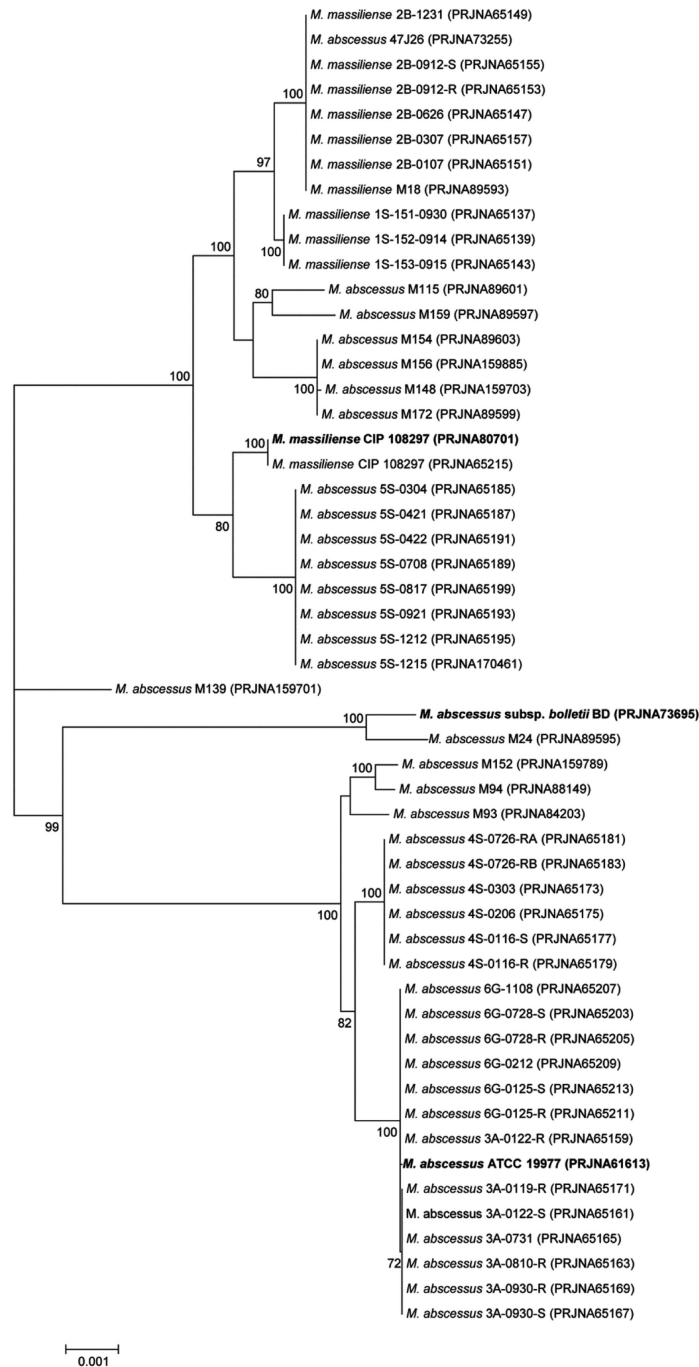 M. massiliense 2B-1231 (PRJNA65149)
M. abscessus 47J26 (PRJNA73255)
M. massiliense 2B-0912-S (PRJNA65155)
100
M. massiliense 2B-0912-R (PRJNA65153)
M. massiliense 2B-0626 (PRJNA65147)
M. massiliense 2B-0307 (PRJNA65157)
97
M. massiliense 2B-0107 (PRJNA65151)
M. massiliense M18 (PRJNA89593)
M. massiliense 1S-151-0930 (PRJNA65137)
100
M. massiliense 1S-152-0914 (PRJNA65139)
100
M. massiliense 1S-153-0915 (PRJNA65143)
80
M. abscessus M115 (PRJNA89601)
M. abscessus M159 (PRJNA89597)
M. abscessus M154 (PRJNA89603)
M. abscessus M156 (PRJNA159885)
100
100
M. abscessus M148 (PRJNA159703)
M. abscessus M172 (PRJNA89599)
100
M. massiliense CIP 108297 (PRJNA80701)
M. massiliense CIP 108297 (PRJNA65215)
M. abscessus 5S-0304 (PRJNA65185)
M. abscessus 5S-0421 (PRJNA65187)
80
M. abscessus 5S-0422 (PRJNA65191)
M. abscessus 5S-0708 (PRJNA65189)
100
M. abscessus 5S-0817 (PRJNA65199)
M. abscessus 5S-0921 (PRJNA65193)
M. abscessus 5S-1212 (PRJNA65195)
M. abscessus 5S-1215 (PRJNA170461)
M. abscessus M139 (PRJNA159701)
100
M. abscessus subsp. bolletii BD (PRJNA73695)
M. abscessus M24 (PRJNA89595)
100
M. abscessus M152 (PRJNA159789)
M. abscessus M94 (PRJNA88149)
M. abscessus M93 (PRJNA84203)
99
M. abscessus 4S-0726-RA (PRJNA65181)
M. abscessus 4S-0726-RB (PRJNA65183)
100
M. abscessus 4S-0303 (PRJNA65173)
100
M. abscessus 4S-0206 (PRJNA65175)
M. abscessus 4S-0116-S (PRJNA65177)
M. abscessus 4S-0116-R (PRJNA65179)
M. abscessus 6G-1108 (PRJNA65207)
82
M. abscessus 6G-0728-S (PRJNA65203)
M. abscessus 6G-0728-R (PRJNA65205)
M. abscessus 6G-0212 (PRJNA65209)
M. abscessus 6G-0125-S (PRJNA65213)
M. abscessus 6G-0125-R (PRJNA65211)
100
M. abscessus 3A-0122-R (PRJNA65159)
M. abscessus ATCC 19977 (PRJNA61613)
M. abscessus 3A-0119-R (PRJNA65171)
M. abscessus 3A-0122-S (PRJNA65161)
M. abscessus 3A-0731 (PRJNA65165)
72
M. abscessus 3A-0810-R (PRJNA65163)
M. abscessus 3A-0930-R (PRJNA65169)
M. abscessus 3A-0930-S (PRJNA65167)
0.001